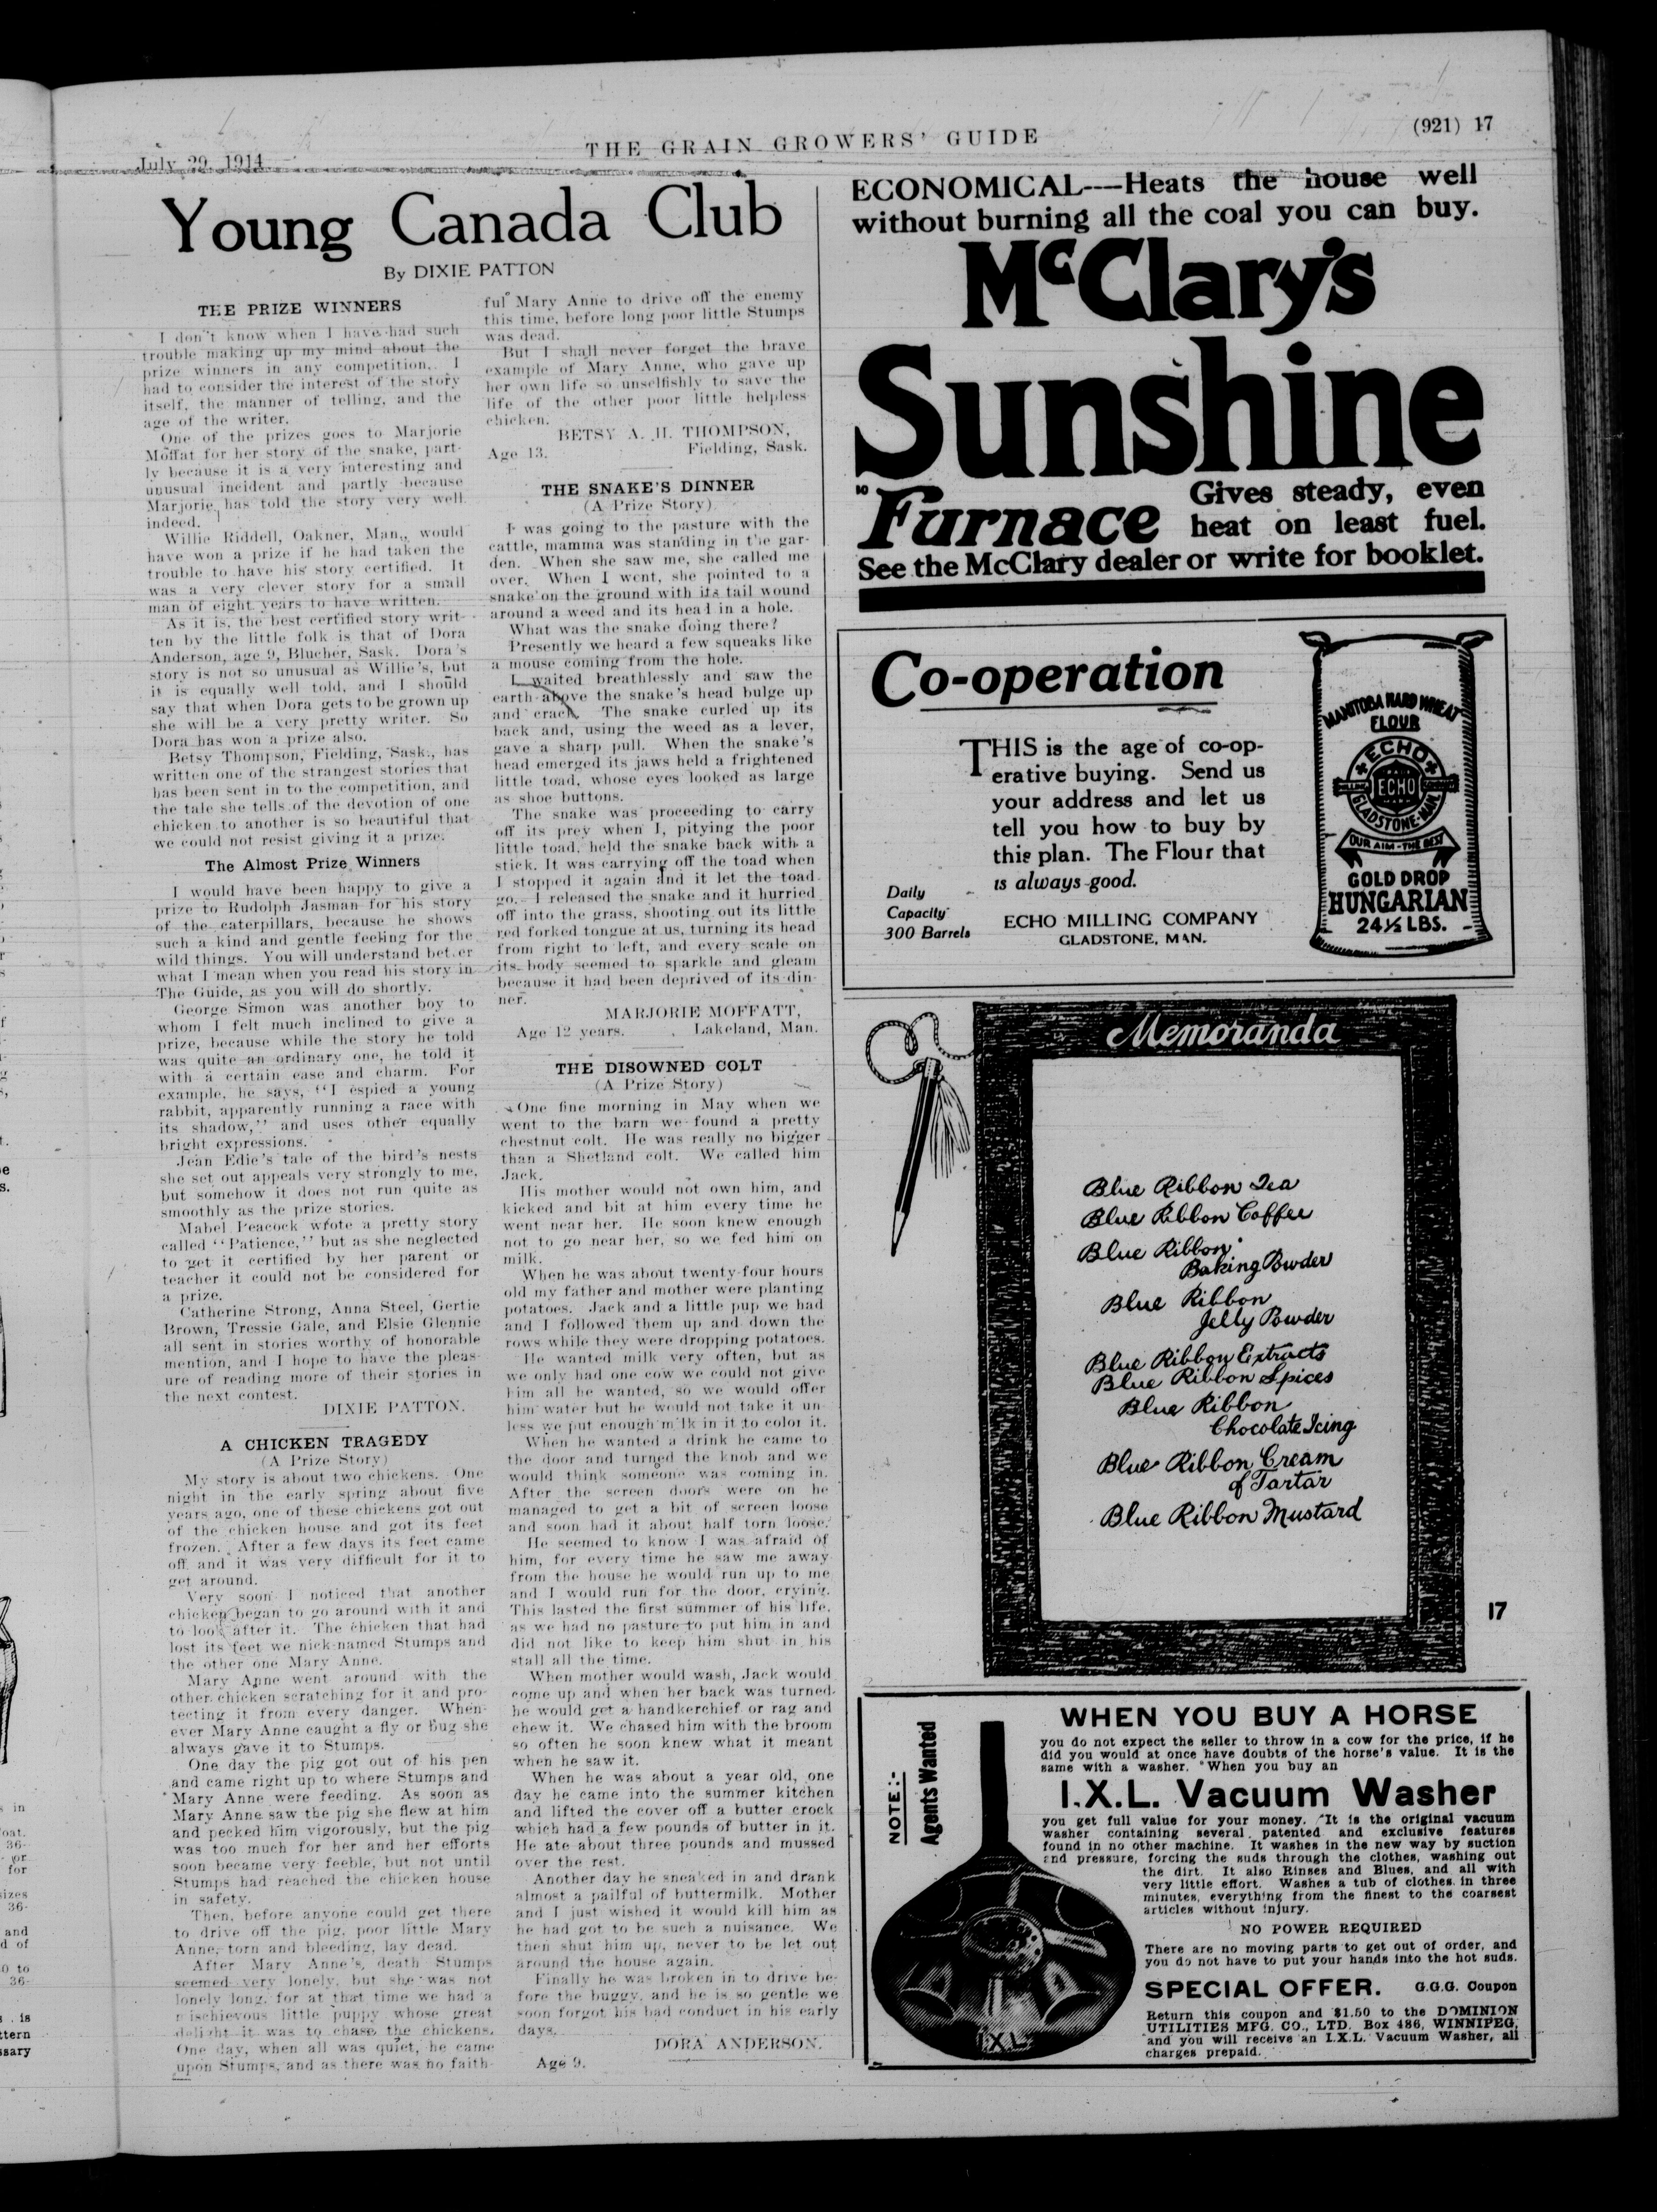 July 29, 1914
THE GRAIN GROWERS' GUIDE
(921) 17
Young Canada Club
By DIXIE PATTON
THE PRIZE WINNERS
I don't know when I have had such
trouble making up my mind about the
prize winners in any competition. I
had to consider the interest of the story
itself, the manner of telling, and the
age of the writer.
One of the prizes goes to Marjorie
Moffat for her story of the snake, part-
ly because it is a very interesting and
unusual incident and partly because
Marjorie has told the story very well
indeed.
Willie Riddell, Oakner, Man., would
have won a prize if he had taken the
trouble to have his story certified. It
was a very clever story for a small
man of eight years to have written.
As it is, the best certified story writ-
ten by the little folk is that of Dora
Anderson, age 9, Blucher, Sask. Dora's
story is not so unusual as Willie's, but
it is equally well told, and I should
say that when Dora gets to be grown up
she will be a very pretty writer. So
Dora has won a prize also.
Betsy Thompson, Fielding, Sask., has
written one of the strangest stories that
has been sent in to the competition, and
the tale she tells of the devotion of one
chicken to another is so beautiful that
we could not resist giving it a prize.
The Almost Prize Winners
I would have been happy to give a
prize to Rudolph Jasman for his story
of the caterpillars, because he shows
such a kind and gentle feeling for the
wild things. You will understand better
what I mean when you read his story in
The Guide, as you will do shortly.
George Simon was another boy to
whom I felt much inclined to give a
prize, because while the story he told
was quite an ordinary one, he told it
with a certain ease and charm. For
example, he says, "I espied a young
rabbit, apparently running a race with
its shadow," and uses other equally
bright expressions.
Jean Edie's tale of the bird's nests
she set out appeals very strongly to me,
but somehow it does not run quite as
smoothly as the prize stories.
Mabel Peacock wrote a pretty story
called "Patience," but as she neglected
to get it certified by her parent or
teacher it could not be considered for
a prize.
Catherine Strong, Anna Steel, Gertie
Brown, Tressie Gale, and Elsie Glennie
all sent in stories worthy of honorable
mention, and I hope to have the pleas-
ure of reading more of their stories in
the next contest.
DIXIE PATTON.
A CHICKEN TRAGEDY
(A Prize Story)
My story is about two chickens. One
night in the early spring about five
years ago, one of these chickens got out
of the chicken house and got its feet
frozen. After a few days its feet came
off and it was very difficult for it to
get around.
Very soon I noticed that another
chicken began to go around with it and
to look after it. The chicken that had
lost its feet we nick-named Stumps and
the other one Mary Anne.
Mary Anne went around with the
other chicken scratching for it and pro-
tecting it from every danger. When-
ever Mary Anne caught a fly or bug she
always gave it to Stumps.
One day the pig got out of his pen
and came right up to where Stumps and
Mary Anne were feeding. As soon as
Mary Anne saw the pig she flew at him
and pecked him vigorously, but the pig
was too much for her and her efforts
soon became very feeble, but not until
Stumps had reached the chicken house
in safety.
Then, before anyone could get there
to drive off the pig, poor little Mary
Anne, torn and bleeding, lay dead.
After Mary Anne's death Stumps
seemed very lonely, but she was not
lonely long, for at that time we had a
mischievous little puppy whose great
delight it was to chase the chickens.
One day, when all was quiet, he came
upon Stumps, and as there was no faith-
ful Mary Anne to drive off the enemy
this time, before long poor little Stumps
was dead.
But I shall never forget the brave
example of Mary Anne, who gave up
her own life so unselfishly to save the
life of the other poor little helpless
chicken.
BETSY A. H. THOMPSON,
Age 13. Fielding, Sask.
THE SNAKE'S DINNER
(A Prize Story)
I was going to the pasture with the
cattle, mamma was standing in the gar-
den. When she saw me, she called me
over. When I went, she pointed to a
snake on the ground with its tail wound
around a weed and its head in a hole.
What was the snake doing there?
Presently we heard a few squeaks like
a mouse coming from the hole.
I waited breathlessly and saw the
earth above the snake's head bulge up
and crack. The snake curled up its
back and, using the weed as a lever,
gave a sharp pull. When the snake's
head emerged its jaws held a frightened
little toad, whose eyes looked as large
as shoe buttons.
The snake was proceeding to carry
off its prey when I, pitying the poor
little toad, held the snake back with a
stick. It was carrying off the toad when
I stopped it again and it let the toad
go. I released the snake and it hurried
off into the grass, shooting out its little
red forked tongue at us, turning its head
from right to left, and every scale on
its body seemed to sparkle and gleam
because it had been deprived of its din-
ner.
MARJORIE MOFFATT,
Age 12 years. Lakeland, Man.
THE DISOWNED COLT
(A Prize Story)
One fine morning in May when we
went to the barn we found a pretty
chestnut colt. He was really no bigger
than a Shetland colt. We called him
Jack.
His mother would not own him, and
kicked and bit at him every time he
went near her. He soon knew enough
not to go near her, so we fed him on
milk.
When he was about twenty-four hours
old my father and mother were planting
potatoes. Jack and a little pup we had
and I followed them up and down the
rows while they were dropping potatoes.
He wanted milk very often, but as
we only had one cow we could not give
him all he wanted, so we would offer
him water but he would not take it un-
less we put enough milk in it to color it.
When he wanted a drink he came to
the door and turned the knob and we
would think someone was coming in.
After the screen doors were on he
managed to get a bit of screen loose
and soon had it about half torn loose.
He seemed to know I was afraid of
him, for every time he saw me away
from the house he would run up to me
and I would run for the door, crying.
This lasted the first summer of his life,
as we had no pasture to put him in and
did not like to keep him shut in his
stall all the time.
When mother would wash, Jack would
come up and when her back was turned
he would get a handkerchief or rag and
chew it. We chased him with the broom
so often he soon knew what it meant
when he saw it.
When he was about a year old, one
day he came into the summer kitchen
and lifted the cover off a butter crock
which had a few pounds of butter in it.
He ate about three pounds and mussed
over the rest.
Another day he sneaked in and drank
almost a pailful of buttermilk. Mother
and I just wished it would kill him as
he had got to be such a nuisance. We
then shut him up, never to be let out
around the house again.
Finally he was broken in to drive be-
fore the buggy, and he is so gentle we
soon forgot his bad conduct in his early
days.
DORA ANDERSON.
Age 9.
ECONOMICAL----Heats the house well
without burning all the coal you can buy.
McClary's
Sunshine
Furnace
Gives steady, even
heat on least fuel.
See the McClary dealer or write for booklet.
Co-operation
THIS is the age of co-op-
erative buying. Send us
your address and let us
tell you how to buy by
this plan. The Flour that
is always good.
Daily
Capacity
300 Barrels
ECHO MILLING COMPANY
GLADSTONE, MAN.
MANITOBA HARD WHEAT
FLOUR
ECHO
ECHO
GLADSTONE-MAN.
OUR AIM-THE BEST
GOLD DROP
HUNGARIAN
24½ LBS.
Memoranda
Blue Ribbon Tea
Blue Ribbon Coffee
Blue Ribbon
Baking Powder
Blue Ribbon
Jelly Powder
Blue Ribbon Extracts
Blue Ribbon Spices
Blue Ribbon
Chocolate Icing
Blue Ribbon Cream
of Tartar
Blue Ribbon Mustard
17
NOTE:-
Agents Wanted
WHEN YOU BUY A HORSE
you do not expect the seller to throw in a cow for the price, if he
did you would at once have doubts of the horse's value. It is the
same with a washer. When you buy an
I.X.L. Vacuum Washer
you get full value for your money. It is the original vacuum
washer containing several patented and exclusive features
found in no other machine. It washes in the new way by suction
and pressure, forcing the suds through the clothes, washing out
the dirt. It also Rinses and Blues, and all with
very little effort. Washes a tub of clothes in three
minutes, everything from the finest to the coarsest
articles without injury.
NO POWER REQUIRED
There are no moving parts to get out of order, and
you do not have to put your hands into the hot suds.
SPECIAL OFFER. G.G.G. Coupon
Return this coupon and $1.50 to the DOMINION
UTILITIES MFG. CO., LTD. Box 486, WINNIPEG,
and you will receive an I.X.L. Vacuum Washer, all
charges prepaid.
IXL